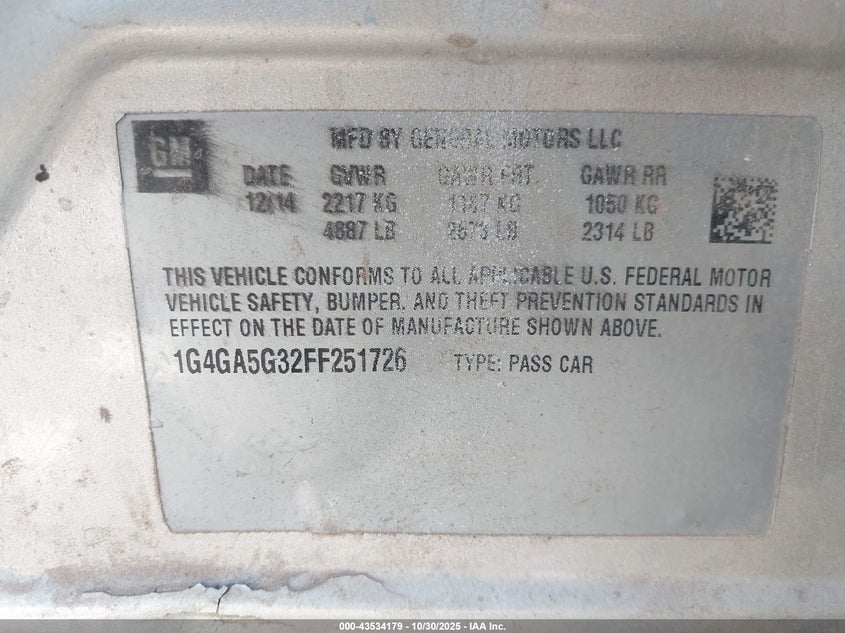 GM
MFD BY GENERAL MOTORS LLC
DATE GVWR GAWR FRT. GAWR RR
12/14 2217 KG KG 1050 KG
4887 LB LB 2314 LB
THIS VEHICLE CONFORMS TO ALL APPLICABLE U.S. FEDERAL MOTOR
VEHICLE SAFETY, BUMPER, AND THEFT PREVENTION STANDARDS IN
EFFECT ON THE DATE OF MANUFACTURE SHOWN ABOVE.
1G4GA5G32FF251726 TYPE: PASS CAR
000-43534179 - 10/30/2025 - IAA Inc.